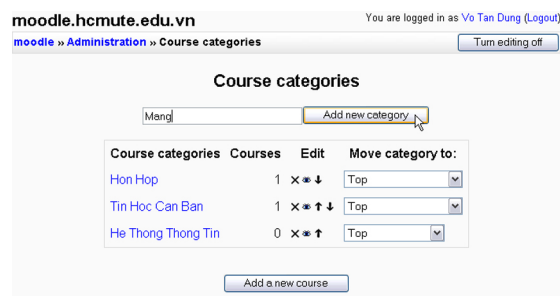 moodle.hcmute.edu.vn You are logged in as Vo Tan Dung (Logout)
moodle » Administration » Course categories Turn editing off
Course categories
Mang Add new category
Course categories Courses Edit Move category to:
Hon Hop 1 Top
Tin Hoc Can Ban 1 Top
He Thong Thong Tin 0 Top
Add a new course